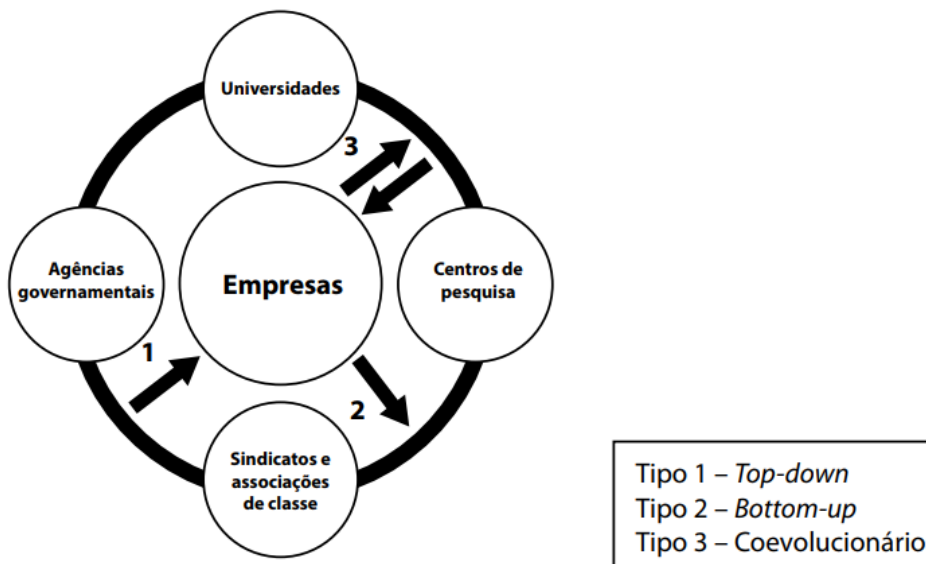 Universidades
3
Agências
governamentais
Empresas
Centros de
pesquisa
1
2
Sindicatos e
associações
de classe
Tipo 1 – Top-down
Tipo 2 – Bottom-up
Tipo 3 – Coevolucionário